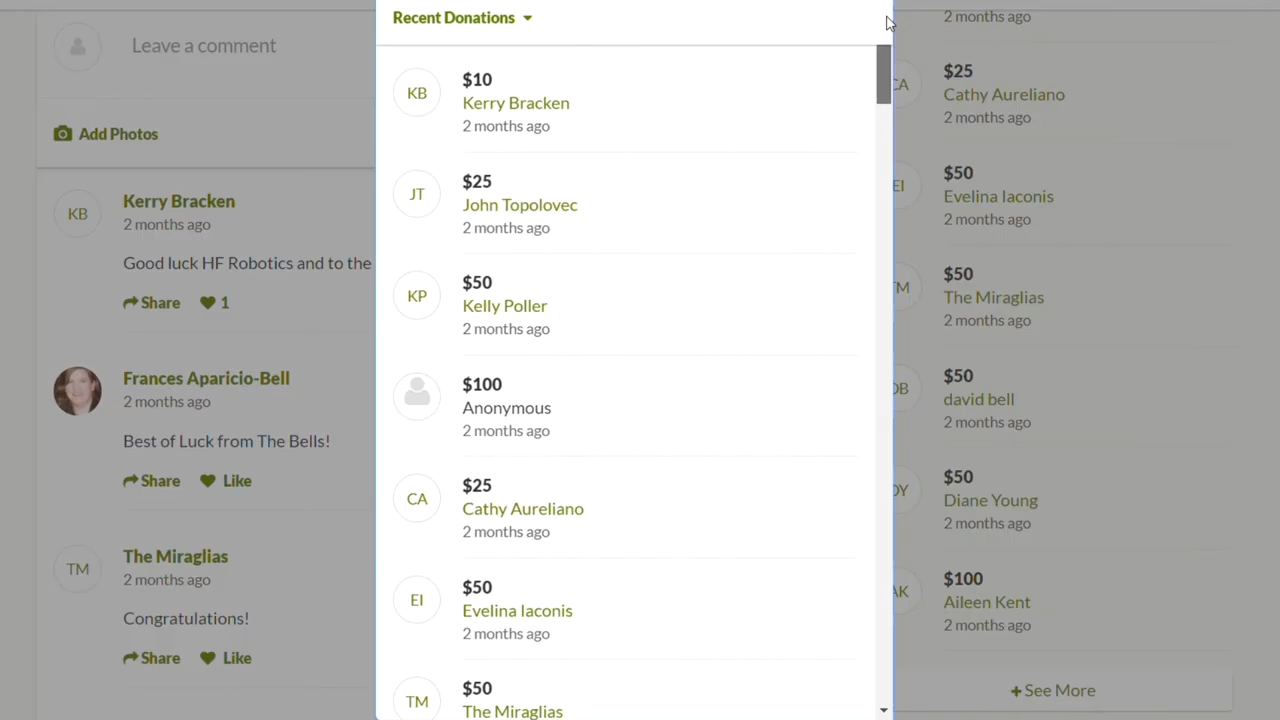 Leave a comment
Add Photos
KB
Kerry Bracken
2 months ago
Good luck HF Robotics and to the
Share
1
Frances Aparicio-Bell
2 months ago
Best of Luck from The Bells!
Share
Like
TM
The Miraglias
2 months ago
Congratulations!
Share
Like
Recent Donations
KB
$10
Kerry Bracken
2 months ago
JT
$25
John Topolovec
2 months ago
KP
$50
Kelly Poller
2 months ago
$100
Anonymous
2 months ago
CA
$25
Cathy Aureliano
2 months ago
EI
$50
Evelina Iaconis
2 months ago
TM
$50
The Miraglias
2 months ago
CA
$25
Cathy Aureliano
2 months ago
EI
$50
Evelina Iaconis
2 months ago
TM
$50
The Miraglias
2 months ago
DB
$50
david bell
2 months ago
DY
$50
Diane Young
2 months ago
AK
$100
Aileen Kent
2 months ago
+See More